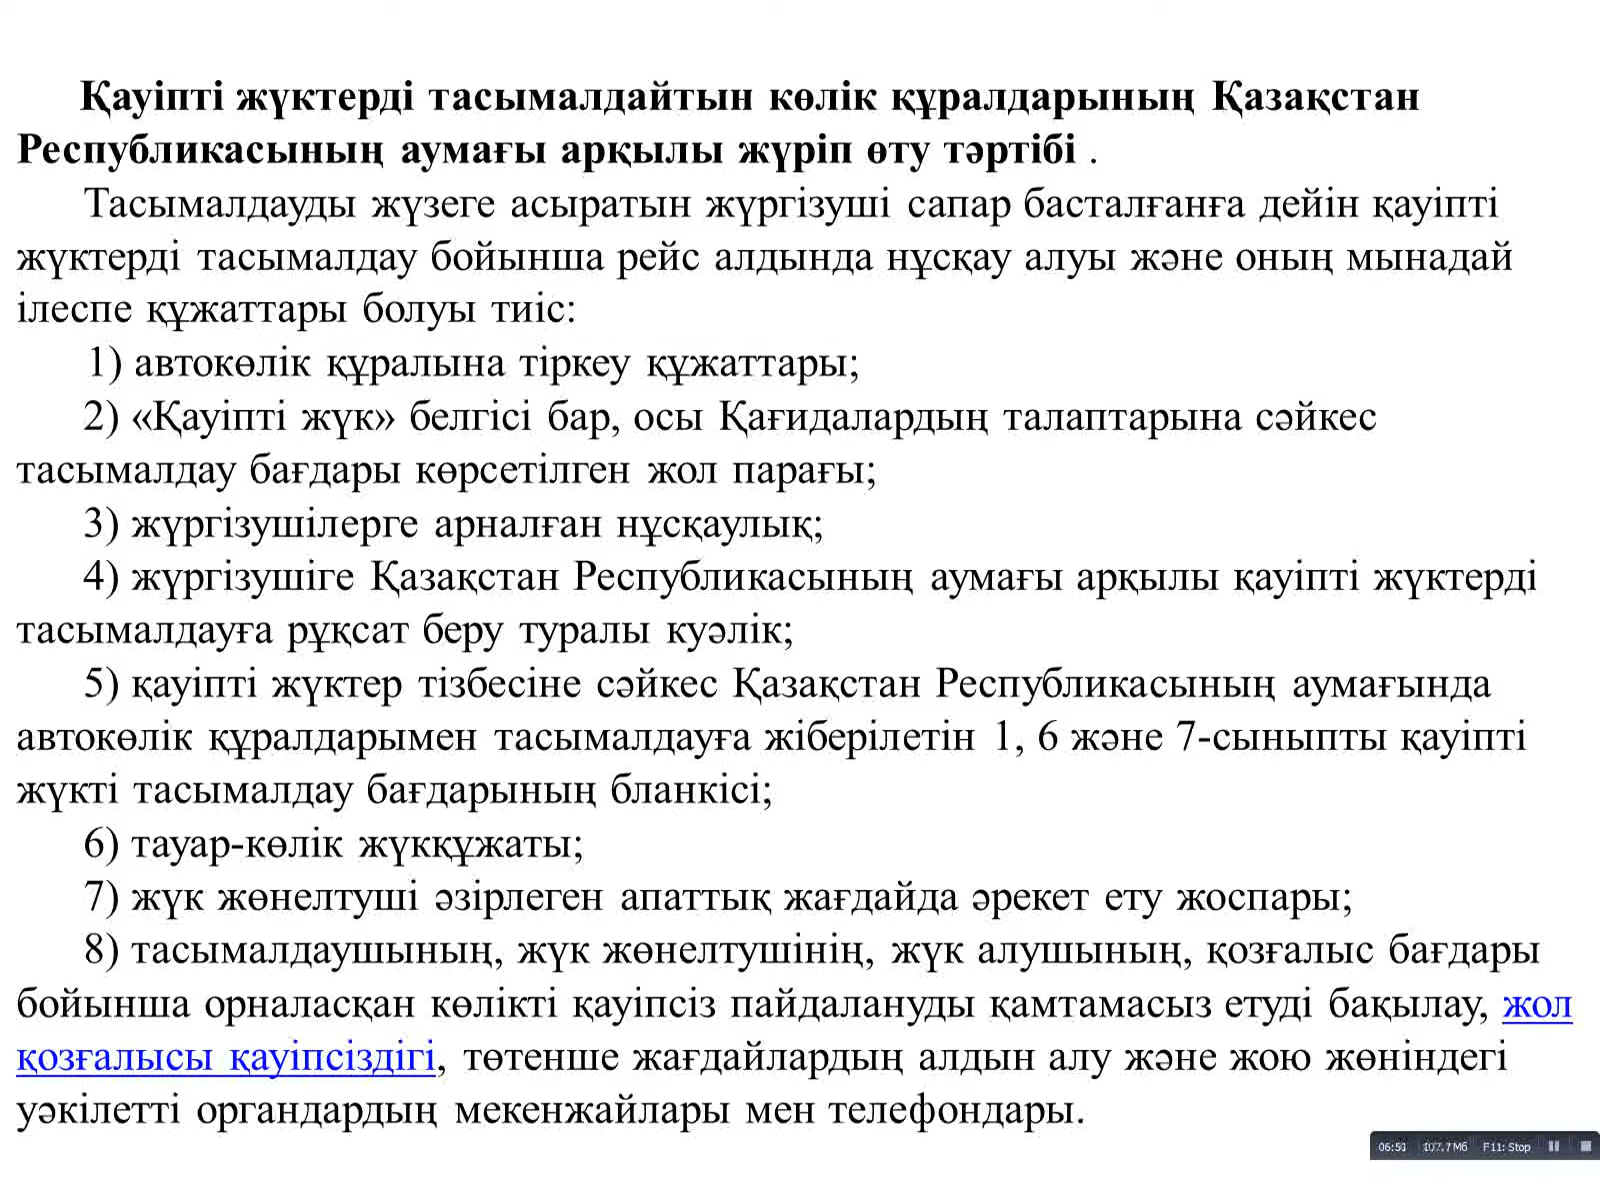 Қауіпті жүктерді тасымалдайтын көлік құралдарының Қазақстан
Республикасының аумағы арқылы жүріп өту тәртібі .
Тасымалдауды жүзеге асыратын жүргізуші сапар басталғанға дейін қауіпті
жүктерді тасымалдау бойынша рейс алдында нұсқау алуы және оның мынадай
ілеспе құжаттары болуы тиіс:
1) автокөлік құралына тіркеу құжаттары;
2) «Қауіпті жүк» белгісі бар, осы Қағидалардың талаптарына сәйкес
тасымалдау бағдары көрсетілген жол парағы;
3) жүргізушілерге арналған нұсқаулық;
4) жүргізушіге Қазақстан Республикасының аумағы арқылы қауіпті жүктерді
тасымалдауға рұқсат беру туралы куәлік;
5) қауіпті жүктер тізбесіне сәйкес Қазақстан Республикасының аумағында
автокөлік құралдарымен тасымалдауға жіберілетін 1, 6 және 7-сыныпты қауіпті
жүкті тасымалдау бағдарының бланкісі;
6) тауар-көлік жүкқұжаты;
7) жүк жөнелтуші әзірлеген апаттық жағдайда әрекет ету жоспары;
8) тасымалдаушының, жүк жөнелтушінің, жүк алушының, қозғалыс бағдары
бойынша орналасқан көлікті қауіпсіз пайдалануды қамтамасыз етуді бақылау, жол
қозғалысы қауіпсіздігі, төтенше жағдайлардың алдын алу және жою жөніндегі
уәкілетті органдардың мекенжайлары мен телефондары.
F11: Stop